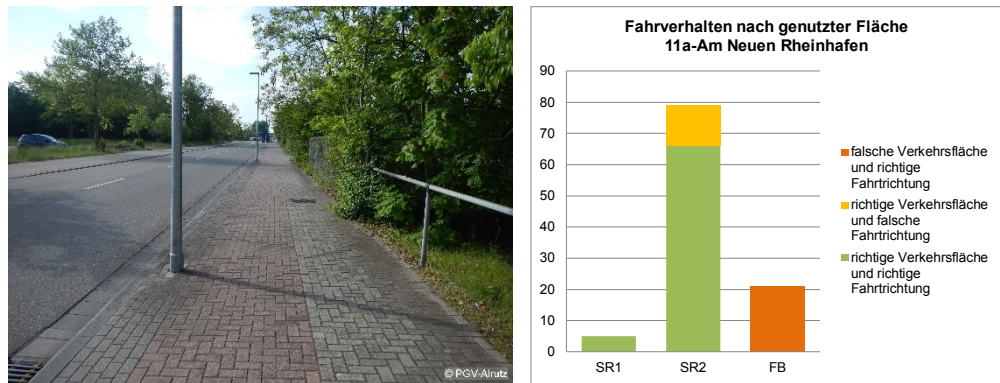 © PGV-Alrutz
Fahrverhalten nach genutzter Fläche
11a-Am Neuen Rheinhafen
90
80
70
60
50
40
30
20
10
0
SR1 SR2 FB
falsche Verkehrsfläche
und richtige
Fahrtrichtung
richtige Verkehrsfläche
und falsche
Fahrtrichtung
richtige Verkehrsfläche
und richtige
Fahrtrichtung